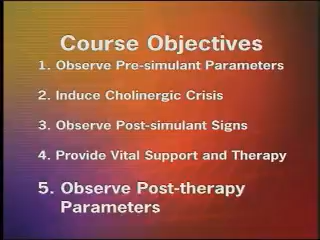 Course Objectives
1. Observe Pre-simulant Parameters
2. Induce Cholinergic Crisis
3. Observe Post-simulant Signs
4. Provide Vital Support and Therapy
5. Observe Post-therapy
Parameters